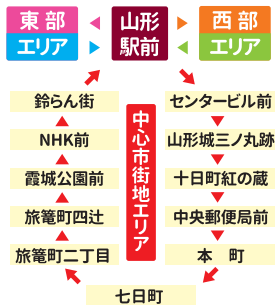 東部
エリア
山形
駅前
西部
エリア
鈴らん街
センタービル前
NHK前
山形城三ノ丸跡
霞城公園前
十日町紅の蔵
旅篭町四辻
中央郵便局前
旅篭町二丁目
本町
七日町
中心市街地エリア